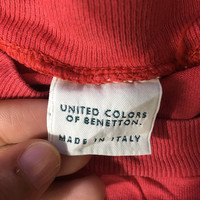 UNITED COLORS
OF BENETTON.
MADE IN ITALY